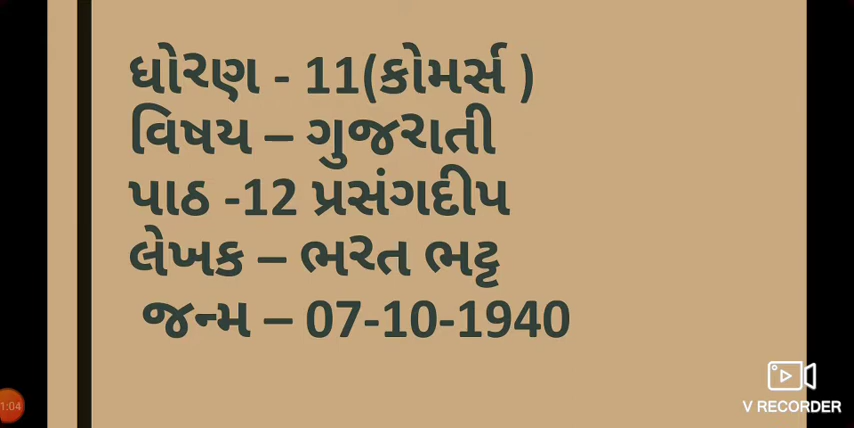 ધોરણ - 11(કોમર્સ )
વિષય – ગુજરાતી
પાઠ -12 પ્રસંગદીપ
લેખક – ભરત ભટ્ટ
જન્મ – 07-10-1940
1:04
V RECORDER